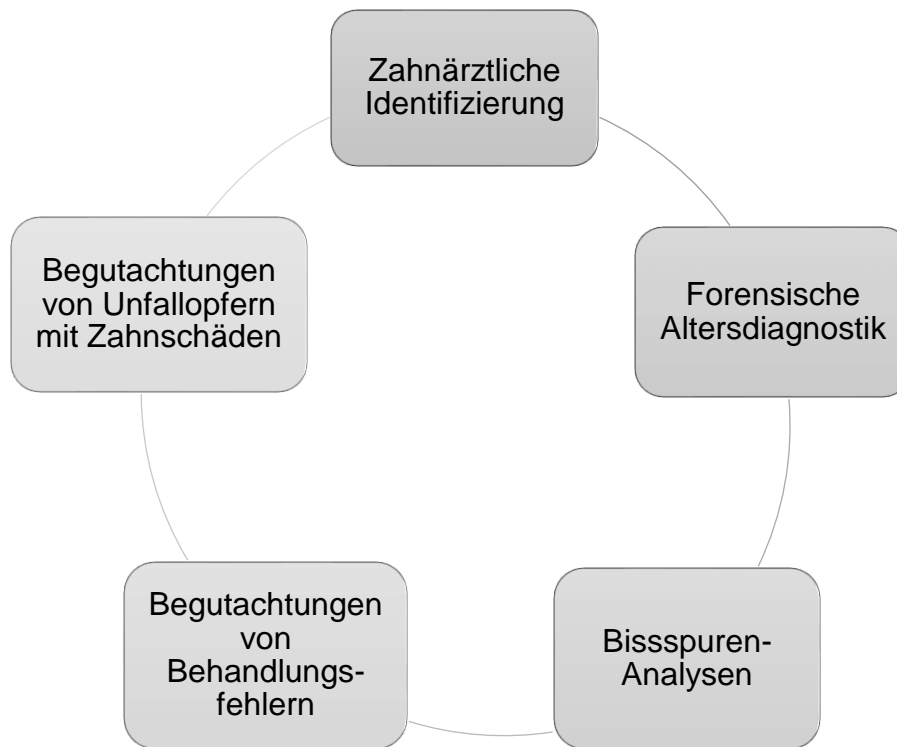 Zahnärztliche
Identifizierung
Forensische
Altersdiagnostik
Bissspuren-
Analysen
Begutachtungen
von
Behandlungs-
fehlern
Begutachtungen
von Unfallopfern
mit Zahnschäden